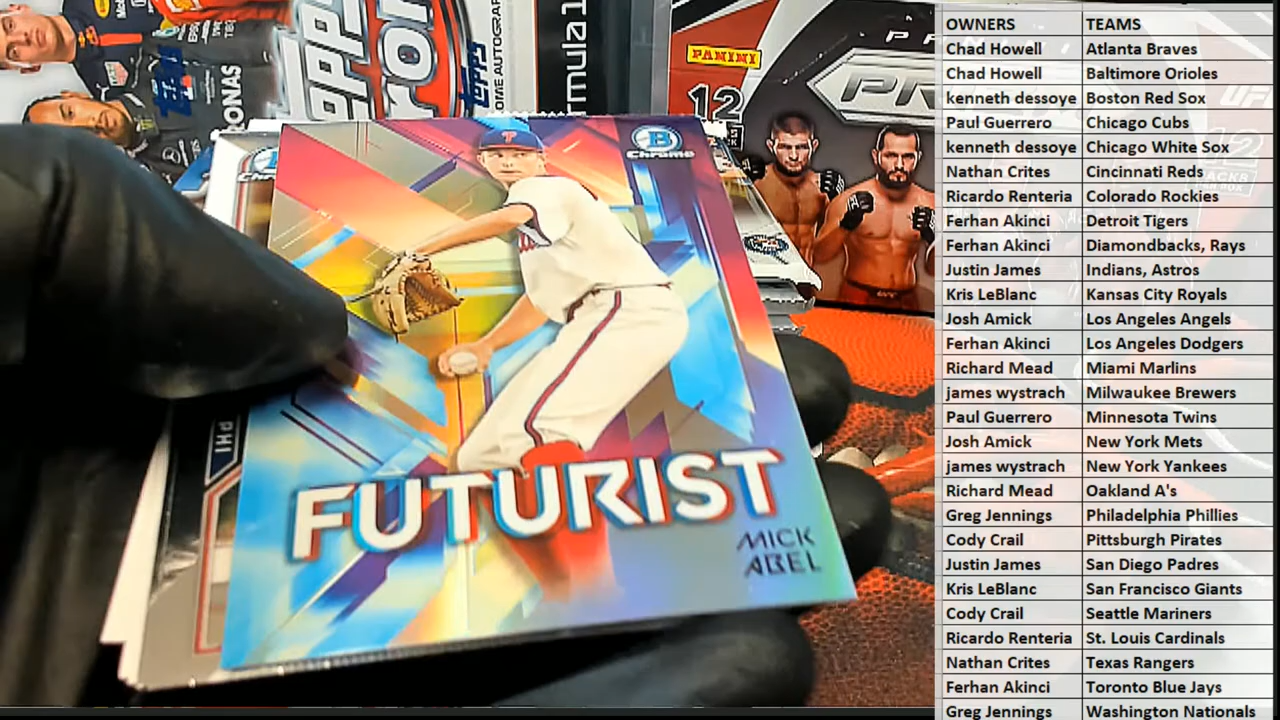 OWNERS TEAMS
Chad Howell Atlanta Braves
Chad Howell Baltimore Orioles
kenneth dessoye Boston Red Sox
Paul Guerrero Chicago Cubs
kenneth dessoye Chicago White Sox
Nathan Crites Cincinnati Reds
Ricardo Renteria Colorado Rockies
Ferhan Akinci Detroit Tigers
Ferhan Akinci Diamondbacks, Rays
Justin James Indians, Astros
Kris LeBlanc Kansas City Royals
Josh Amick Los Angeles Angels
Ferhan Akinci Los Angeles Dodgers
Richard Mead Miami Marlins
james wystrach Milwaukee Brewers
Paul Guerrero Minnesota Twins
Josh Amick New York Mets
james wystrach New York Yankees
Richard Mead Oakland A's
Greg Jennings Philadelphia Phillies
Cody Crail Pittsburgh Pirates
Justin James San Diego Padres
Kris LeBlanc San Francisco Giants
Cody Crail Seattle Mariners
Ricardo Renteria St. Louis Cardinals
Nathan Crites Texas Rangers
Ferhan Akinci Toronto Blue Jays
Greg Jennings Washington Nationals
B
Chrome
P
FUTURIST
MICK
ABEL
PHI
PANINI
12
UFC
12
PACKS
Topps